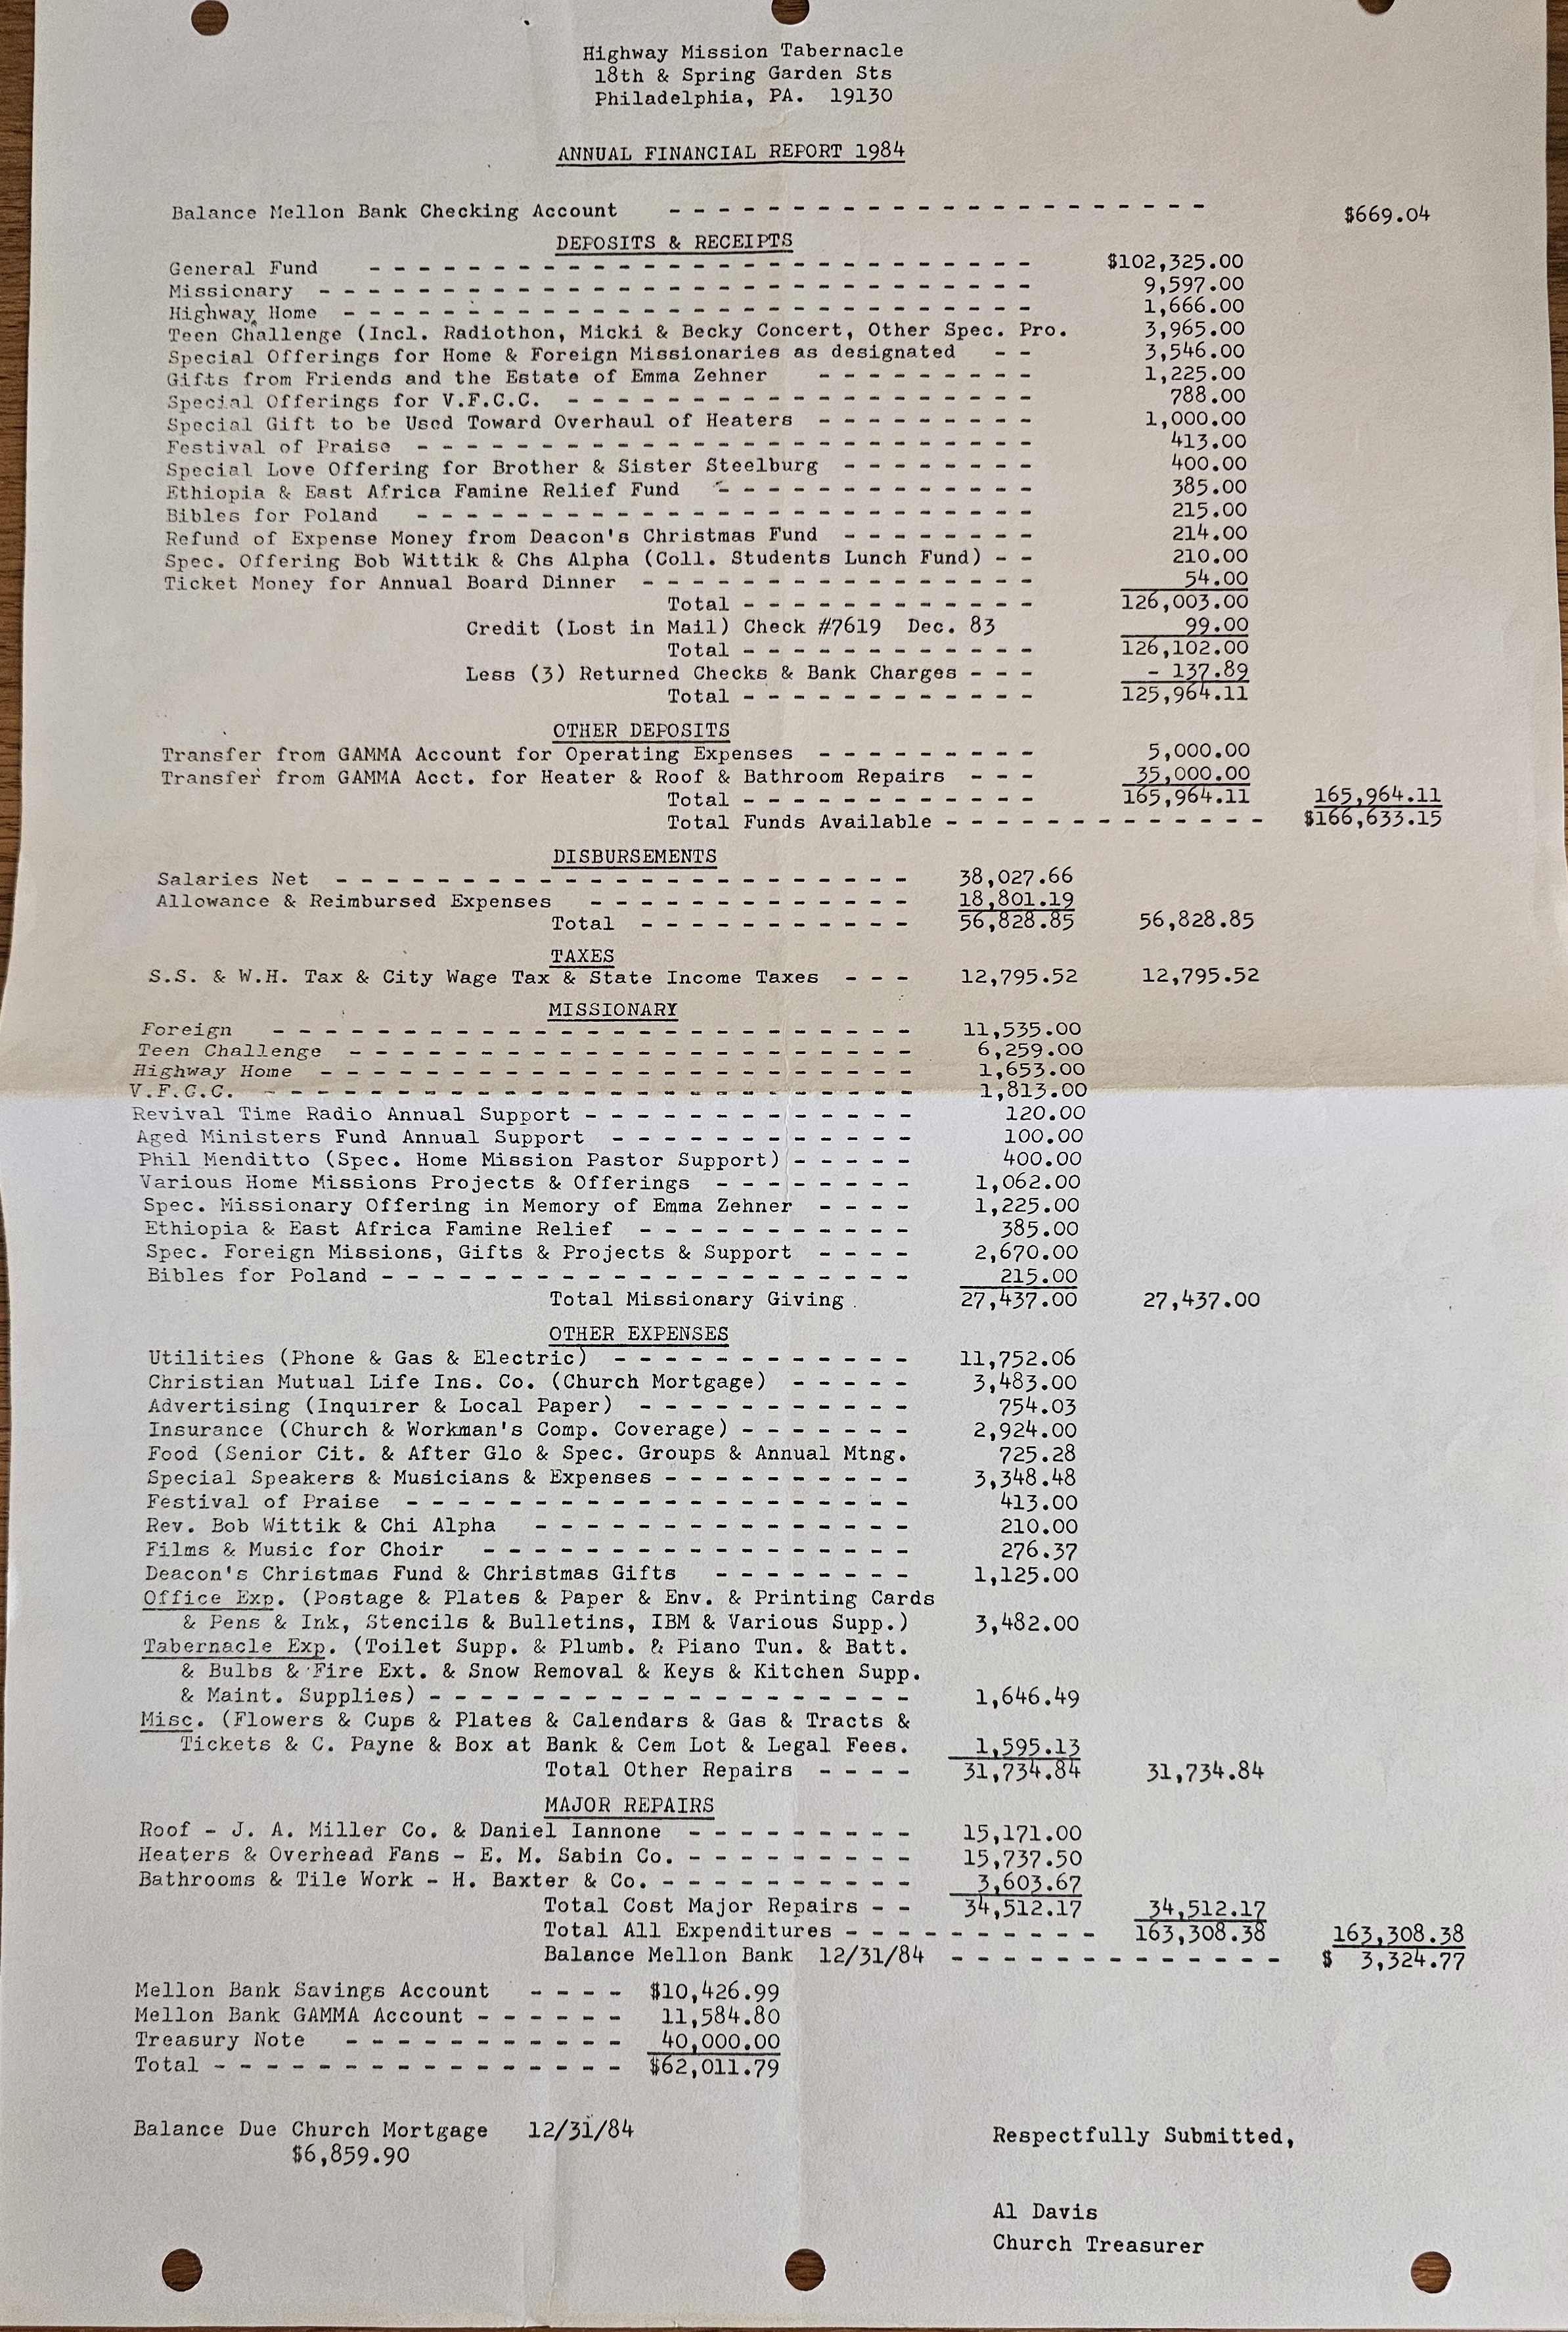 Highway Mission Tabernacle
18th & Spring Garden Sts
Philadelphia, PA. 19130
ANNUAL FINANCIAL REPORT 1984
Balance Mellon Bank Checking Account - - - - - - - - - - - - - - - - - - - - - - $669.04
DEPOSITS & RECEIPTS
General Fund - - - - - - - - - - - - - - - - - - - - - - - - - - - $102,325.00
Missionary - - - - - - - - - - - - - - - - - - - - - - - - - - - - - 9,597.00
Highway Home - - - - - - - - - - - - - - - - - - - - - - - - - - - - 1,666.00
Teen Challenge (Incl. Radiothon, Micki & Becky Concert, Other Spec. Pro. 3,965.00
Special Offerings for Home & Foreign Missionaries as designated - - 3,546.00
Gifts from Friends and the Estate of Emma Zehner - - - - - - - - - 1,225.00
Special Offerings for V.F.C.C. - - - - - - - - - - - - - - - - - - - 788.00
Special Gift to be Used Toward Overhaul of Heaters - - - - - - - - - 1,000.00
Festival of Praise - - - - - - - - - - - - - - - - - - - - - - - - 413.00
Special Love Offering for Brother & Sister Steelburg - - - - - - - - 400.00
Ethiopia & East Africa Famine Relief Fund - - - - - - - - - - - - - 385.00
Bibles for Poland - - - - - - - - - - - - - - - - - - - - - - - - 215.00
Refund of Expense Money from Deacon's Christmas Fund - - - - - - - - 214.00
Spec. Offering Bob Wittik & Chs Alpha (Coll. Students Lunch Fund) - - 210.00
Ticket Money for Annual Board Dinner - - - - - - - - - - - - - - - - 54.00
Total - - - - - - - - - - - - 126,003.00
Credit (Lost in Mail) Check #7619 Dec. 83 99.00
Total - - - - - - - - - - - - 126,102.00
Less (3) Returned Checks & Bank Charges - - - - 137.89
Total - - - - - - - - - - - - 125,964.11
OTHER DEPOSITS
Transfer from GAMMA Account for Operating Expenses - - - - - - - - - 5,000.00
Transfer from GAMMA Acct. for Heater & Roof & Bathroom Repairs - - - 35,000.00
Total - - - - - - - - - - - - 165,964.11 165,964.11
Total Funds Available - - - - - - - - - - - - - $166,633.15
DISBURSEMENTS
Salaries Net - - - - - - - - - - - - - - - - - - - - - - - 38,027.66
Allowance & Reimbursed Expenses - - - - - - - - - - - - - 18,801.19
Total - - - - - - - - - - - 56,828.85 56,828.85
TAXES
S.S. & W.H. Tax & City Wage Tax & State Income Taxes - - - 12,795.52 12,795.52
MISSIONARY
Foreign - - - - - - - - - - - - - - - - - - - - - - - - - 11,535.00
Teen Challenge - - - - - - - - - - - - - - - - - - - - - - 6,259.00
Highway Home - - - - - - - - - - - - - - - - - - - - - - - - 1,653.00
V.F.C.C. - - - - - - - - - - - - - - - - - - - - - - - - - - 1,813.00
Revival Time Radio Annual Support - - - - - - - - - - - - - 120.00
Aged Ministers Fund Annual Support - - - - - - - - - - - - 100.00
Phil Menditto (Spec. Home Mission Pastor Support) - - - - - 400.00
Various Home Missions Projects & Offerings - - - - - - - - 1,062.00
Spec. Missionary Offering in Memory of Emma Zehner - - - - 1,225.00
Ethiopia & East Africa Famine Relief - - - - - - - - - - - 385.00
Spec. Foreign Missions, Gifts & Projects & Support - - - - 2,670.00
Bibles for Poland - - - - - - - - - - - - - - - - - - - - - 215.00
Total Missionary Giving 27,437.00 27,437.00
OTHER EXPENSES
Utilities (Phone & Gas & Electric) - - - - - - - - - - - - 11,752.06
Christian Mutual Life Ins. Co. (Church Mortgage) - - - - - 3,483.00
Advertising (Inquirer & Local Paper) - - - - - - - - - - - 754.03
Insurance (Church & Workman's Comp. Coverage) - - - - - - - 2,924.00
Food (Senior Cit. & After Glo & Spec. Groups & Annual Mtng. 725.28
Special Speakers & Musicians & Expenses - - - - - - - - - - 3,348.48
Festival of Praise - - - - - - - - - - - - - - - - - - - - 413.00
Rev. Bob Wittik & Chi Alpha - - - - - - - - - - - - - - - 210.00
Films & Music for Choir - - - - - - - - - - - - - - - - - 276.37
Deacon's Christmas Fund & Christmas Gifts - - - - - - - - 1,125.00
Office Exp. (Postage & Plates & Paper & Env. & Printing Cards
& Pens & Ink, Stencils & Bulletins, IBM & Various Supp.) 3,482.00
Tabernacle Exp. (Toilet Supp. & Plumb. & Piano Tun. & Batt.
& Bulbs & Fire Ext. & Snow Removal & Keys & Kitchen Supp.
& Maint. Supplies) - - - - - - - - - - - - - - - - - - - 1,646.49
Misc. (Flowers & Cups & Plates & Calendars & Gas & Tracts &
Tickets & C. Payne & Box at Bank & Cem Lot & Legal Fees. 1,595.13
Total Other Repairs - - - - 31,734.84 31,734.84
MAJOR REPAIRS
Roof - J. A. Miller Co. & Daniel Iannone - - - - - - - - - 15,171.00
Heaters & Overhead Fans - E. M. Sabin Co. - - - - - - - - - - 15,737.50
Bathrooms & Tile Work - H. Baxter & Co. - - - - - - - - - - 3,603.67
Total Cost Major Repairs - - 34,512.17 34,512.17
Total All Expenditures - - - - - - - - - - 163,308.38 163,308.38
Balance Mellon Bank 12/31/84 - - - - - - - - - - - - - $ 3,324.77
Mellon Bank Savings Account - - - - $10,426.99
Mellon Bank GAMMA Account - - - - - - 11,584.80
Treasury Note - - - - - - - - - - - 40,000.00
Total - - - - - - - - - - - - - - - - $62,011.79
Balance Due Church Mortgage 12/31/84
$6,859.90
Respectfully Submitted,
Al Davis
Church Treasurer